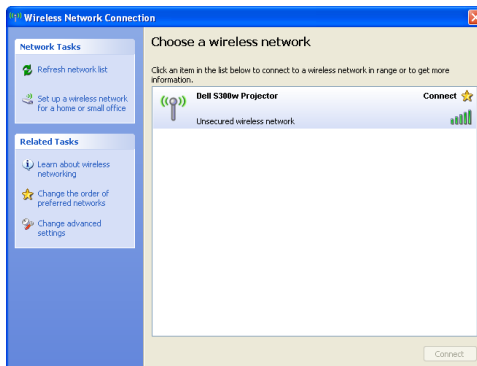 Wireless Network Connection
Network Tasks
Refresh network list
Set up a wireless network
for a home or small office
Related Tasks
Learn about wireless
networking
Change the order of
preferred networks
Change advanced
settings
Choose a wireless network
Click an item in the list below to connect to a wireless network in range or to get more
information.
Dell S300w Projector
Connect
Unsecured wireless network
Connect